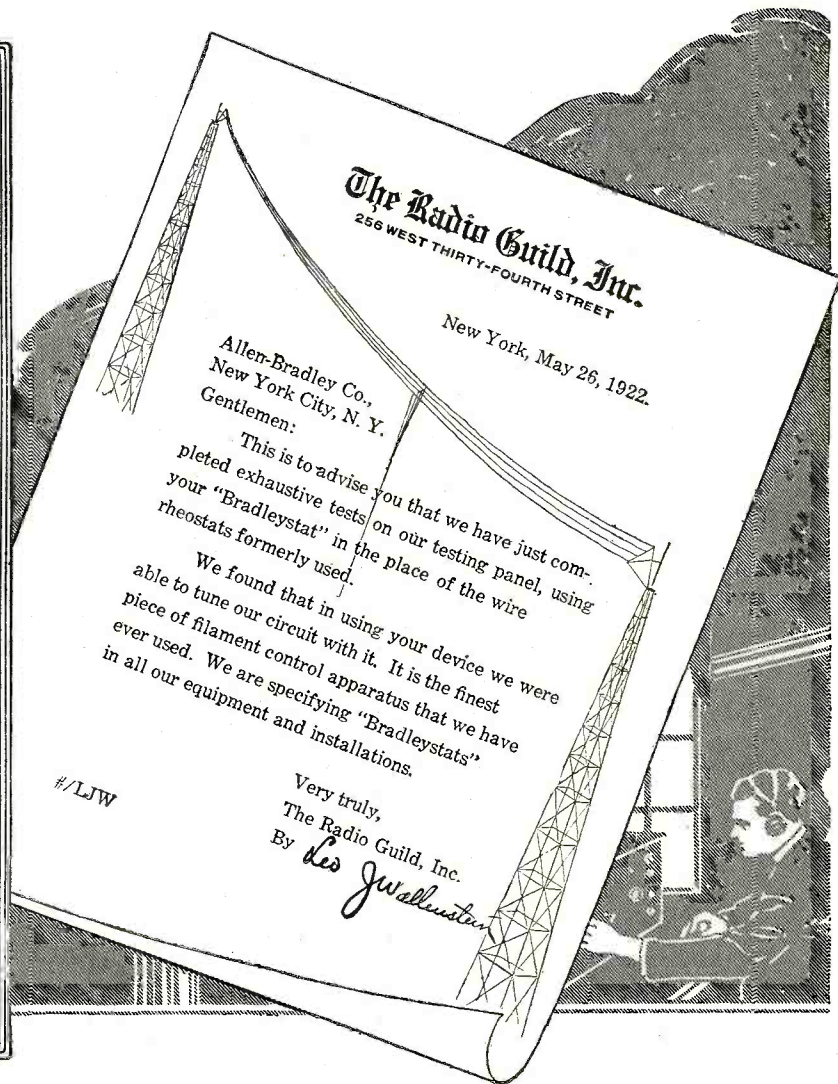 The Radio Guild, Inc.
256 WEST THIRTY-FOURTH STREET
New York, May 26, 1922.
Allen-Bradley Co.,
New York City, N. Y.
Gentlemen:
This is to advise you that we have just com-
pleted exhaustive tests on our testing panel, using
your "Bradleystat" in the place of the wire
rheostats formerly used.
We found that in using your device we were
able to tune our circuit with it. It is the finest
piece of filament control apparatus that we have
ever used. We are specifying "Bradleystats"
in all our equipment and installations.
Very truly,
The Radio Guild, Inc.
By Leo J Wallenstein
#/LJW